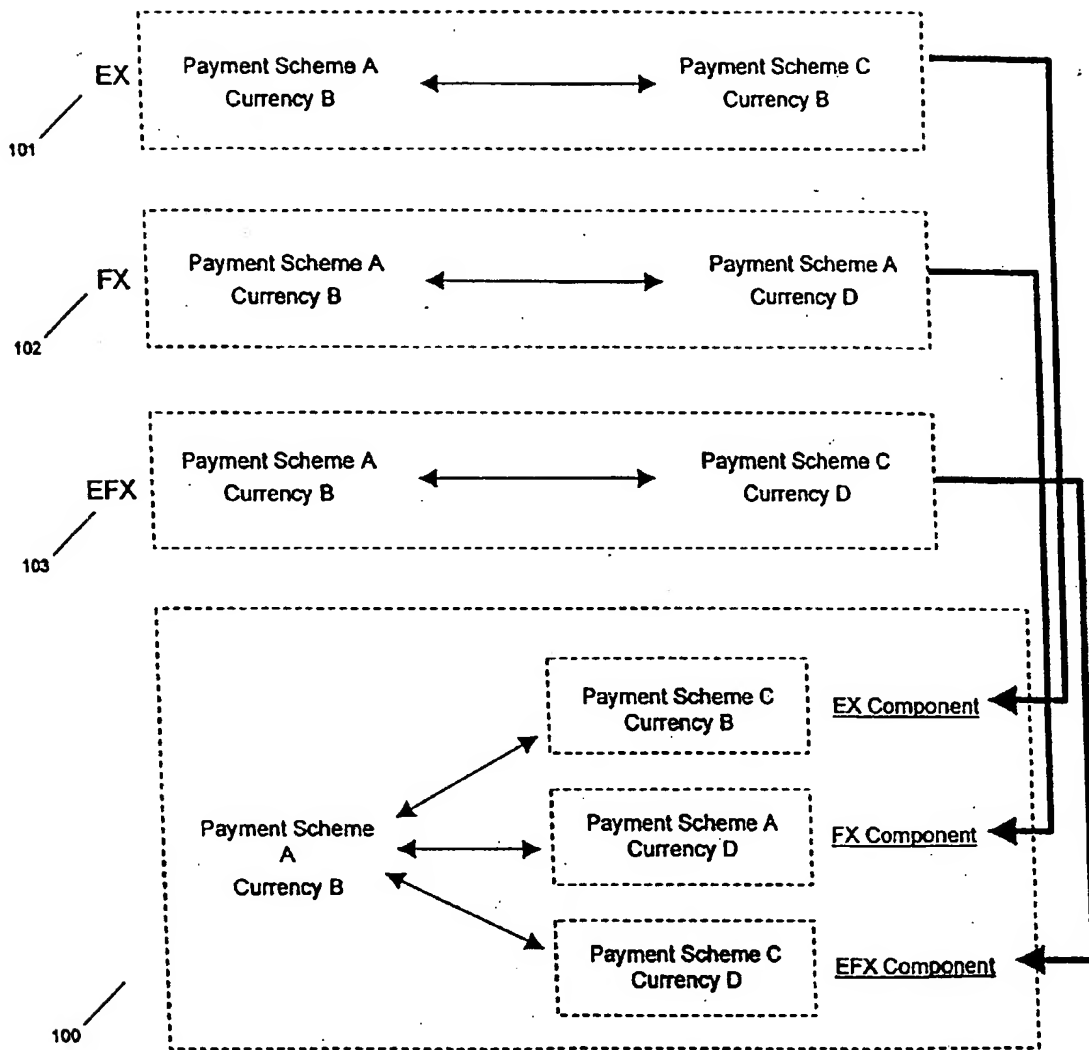 EX
Payment Scheme A
Currency B
Payment Scheme C
Currency B
101
FX
Payment Scheme A
Currency B
Payment Scheme A
Currency D
102
EFX
Payment Scheme A
Currency B
Payment Scheme C
Currency D
103
Payment Scheme C
Currency B
EX Component
Payment Scheme
A
Currency B
Payment Scheme A
Currency D
FX Component
Payment Scheme C
Currency D
EFX Component
100